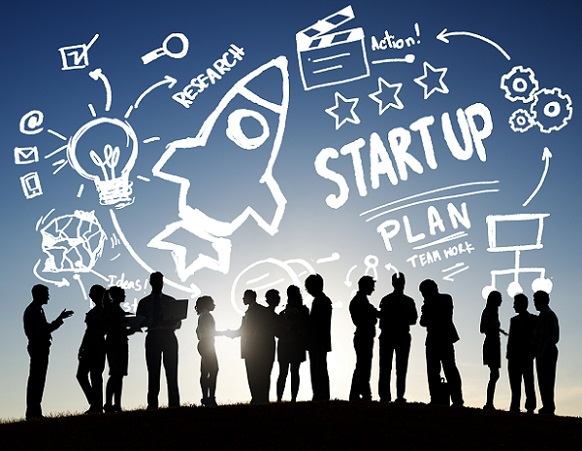 RESEARCH
Action!
START UP
PLAN
TEAM WORK
@
Ideas!